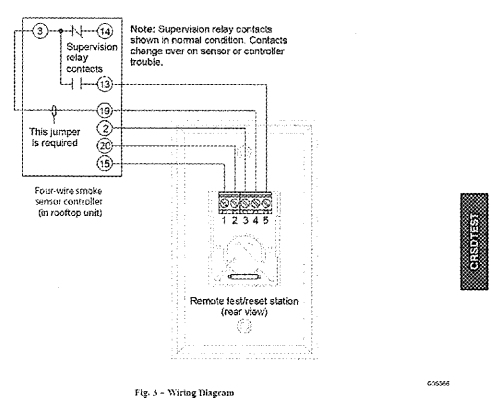 3
14
Supervision
relay
contacts
13
19
This jumper
is required
2
20
15
Four-wire smoke
sensor controller
(in rooftop unit)
Note: Supervision relay contacts
shown in normal condition. Contacts
change over on sensor or controller
trouble.
1 2 3 4 5
Remote test/reset station
(rear view)
CRSDTEST
Fig. 3 – Wiring Diagram